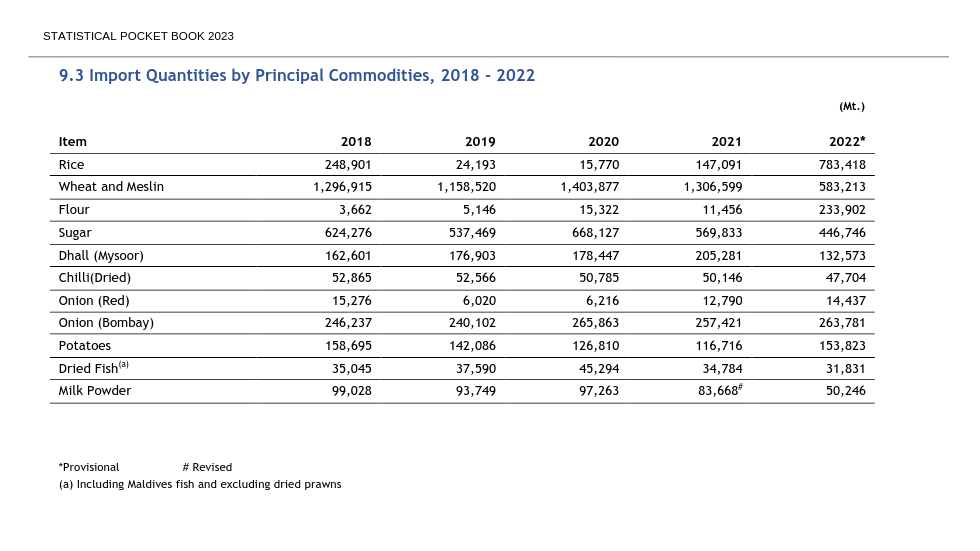 STATISTICAL POCKET BOOK 2023
9.3 Import Quantities by Principal Commodities, 2018 - 2022
(Mt.)
Item 2018 2019 2020 2021 2022*
Rice 248,901 24,193 15,770 147,091 783,418
Wheat and Meslin 1,296,915 1,158,520 1,403,877 1,306,599 583,213
Flour 3,662 5,146 15,322 11,456 233,902
Sugar 624,276 537,469 668,127 569,833 446,746
Dhall (Mysoor) 162,601 176,903 178,447 205,281 132,573
Chilli(Dried) 52,865 52,566 50,785 50,146 47,704
Onion (Red) 15,276 6,020 6,216 12,790 14,437
Onion (Bombay) 246,237 240,102 265,863 257,421 263,781
Potatoes 158,695 142,086 126,810 116,716 153,823
Dried Fish(a) 35,045 37,590 45,294 34,784 31,831
Milk Powder 99,028 93,749 97,263 83,668# 50,246
*Provisional # Revised
(a) Including Maldives fish and excluding dried prawns